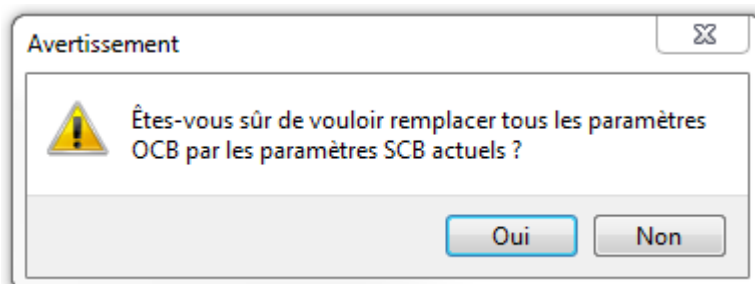 Avertissement
Êtes-vous sûr de vouloir remplacer tous les paramètres
OCB par les paramètres SCB actuels ?
Oui
Non